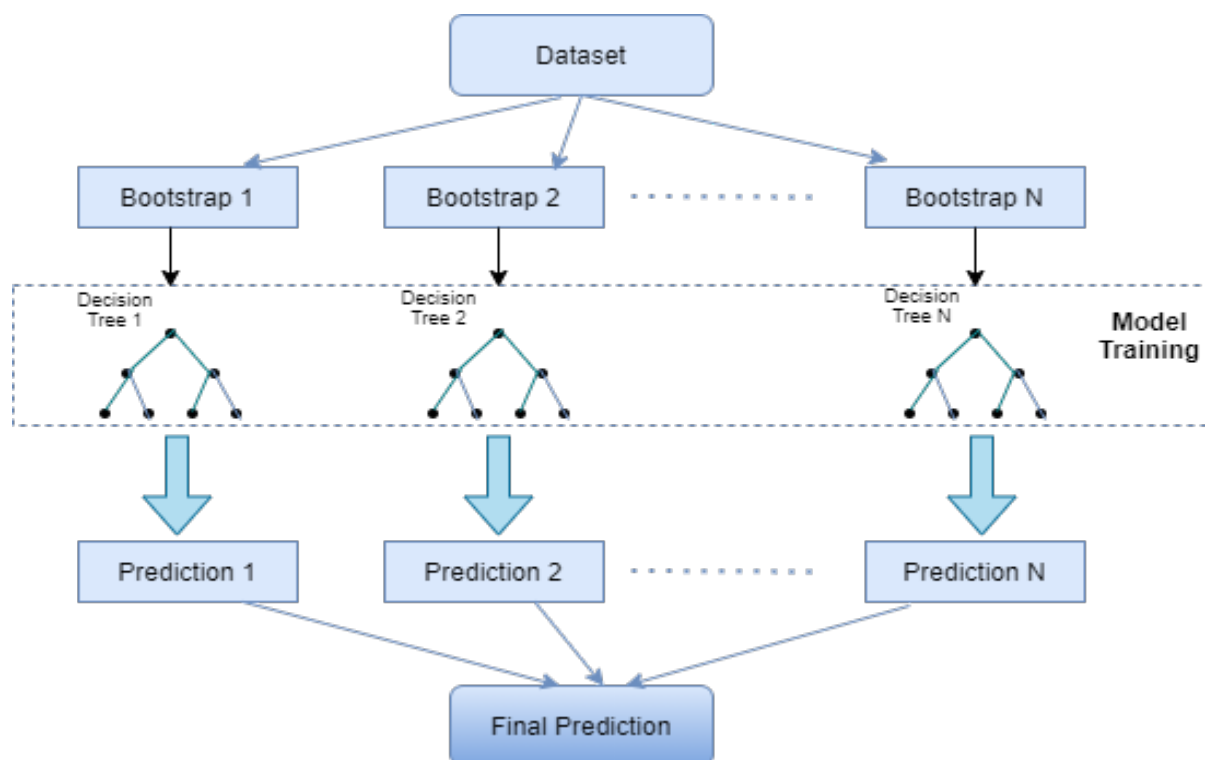 Dataset
Bootstrap 1
Bootstrap 2
Bootstrap N
Decision
Tree 1
Decision
Tree 2
Decision
Tree N
Model
Training
Prediction 1
Prediction 2
Prediction N
Final Prediction